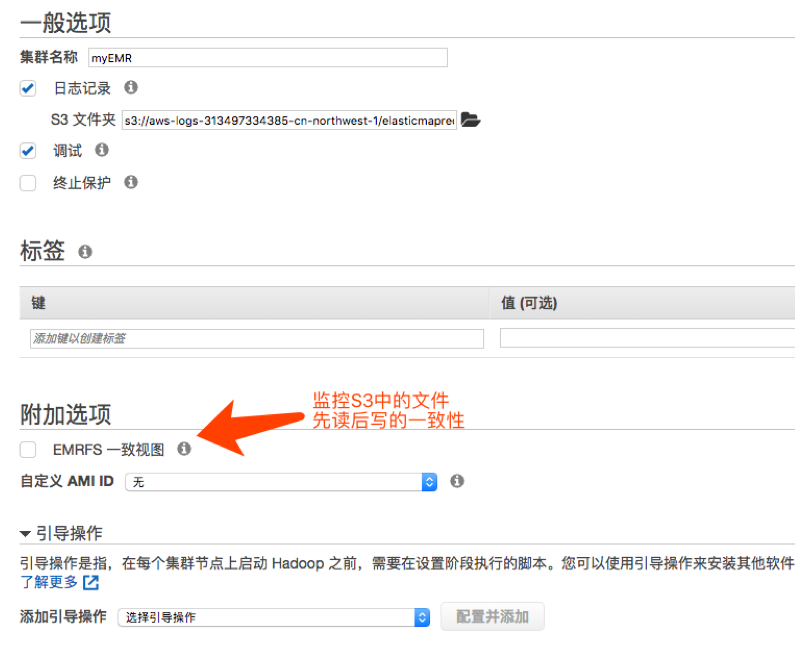 一般选项
集群名称 myEMR
日志记录
S3 文件夹 s3://aws-logs-313497334385-cn-northwest-1/elasticmapred
调试
终止保护
标签
键 值 (可选)
添加键以创建标签
监控S3中的文件
先读后写的一致性
附加选项
EMRFS 一致视图
自定义 AMI ID 无
引导操作
引导操作是指，在每个集群节点上启动 Hadoop 之前，需要在设置阶段执行的脚本。您可以使用引导操作来安装其他软件
了解更多
添加引导操作 选择引导操作 配置并添加